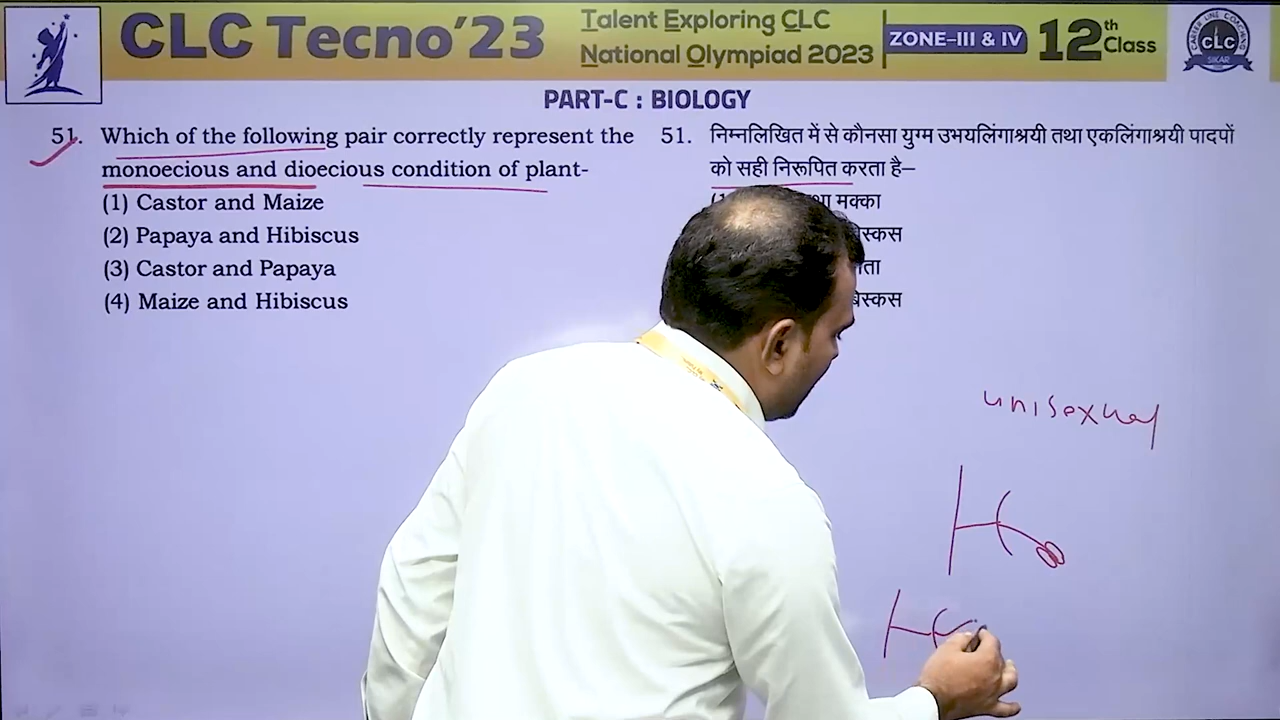 CLC Tecno'23
Talent Exploring CLC
National Olympiad 2023
ZONE-III & IV
12th Class
CLC
SIKAR
PART-C : BIOLOGY
51. Which of the following pair correctly represent the
monoecious and dioecious condition of plant-
(1) Castor and Maize
(2) Papaya and Hibiscus
(3) Castor and Papaya
(4) Maize and Hibiscus
51. निम्नलिखित में से कौनसा युग्म उभयलिंगाश्रयी तथा एकलिंगाश्रयी पादपों
को सही निरूपित करता है–
मक्का
unisexual